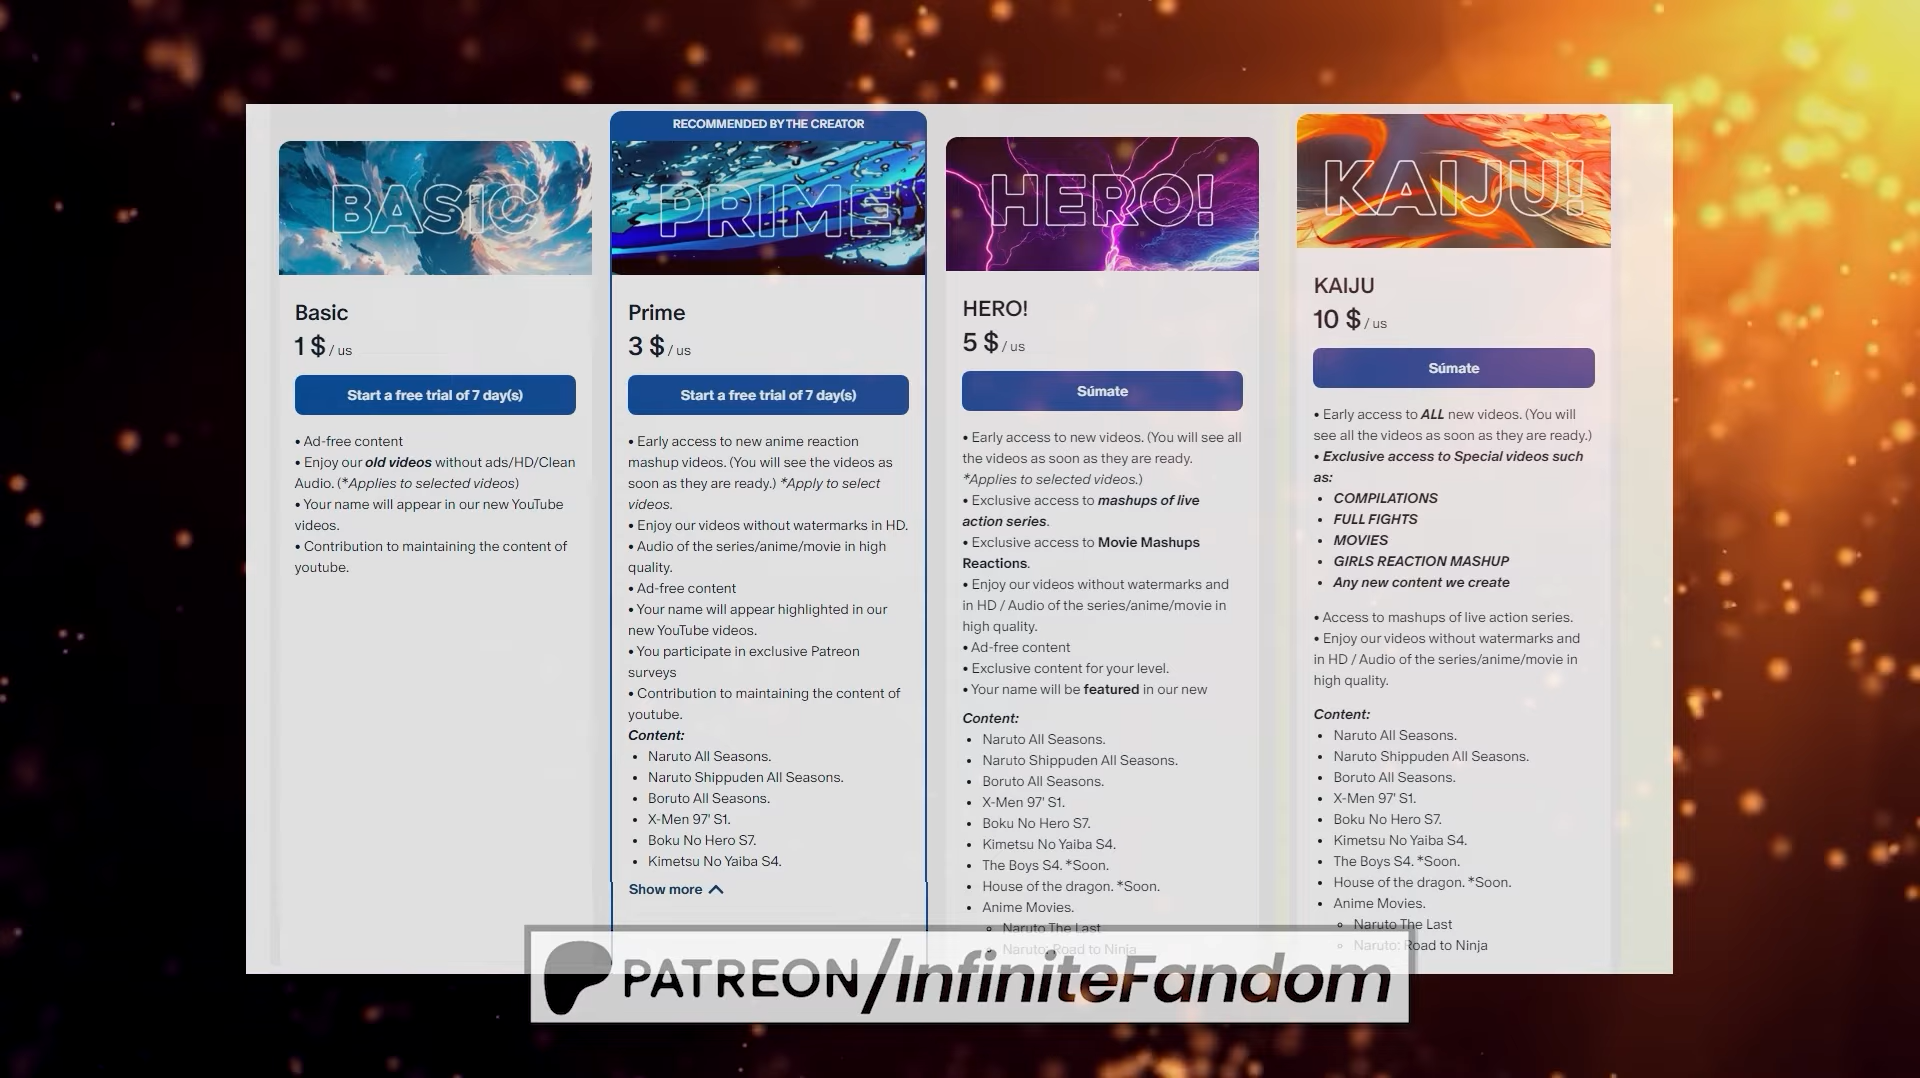 BASIC
Basic
1 $ / us
Start a free trial of 7 day(s)
• Ad-free content
• Enjoy our old videos without ads/HD/Clean
Audio. (*Applies to selected videos)
• Your name will appear in our new YouTube
videos.
• Contribution to maintaining the content of
youtube.
RECOMMENDED BY THE CREATOR
PRIME
Prime
3 $ / us
Start a free trial of 7 day(s)
• Early access to new anime reaction
mashup videos. (You will see the videos as
soon as they are ready.) *Apply to select
videos.
• Enjoy our videos without watermarks in HD.
• Audio of the series/anime/movie in high
quality.
• Ad-free content
• Your name will appear highlighted in our
new YouTube videos.
• You participate in exclusive Patreon
surveys
• Contribution to maintaining the content of
youtube.
Content:
• Naruto All Seasons.
• Naruto Shippuden All Seasons.
• Boruto All Seasons.
• X-Men 97' S1.
• Boku No Hero S7.
• Kimetsu No Yaiba S4.
Show more
HERO!
HERO!
5 $ / us
Súmate
• Early access to new videos. (You will see all
the videos as soon as they are ready.
*Applies to selected videos.)
• Exclusive access to mashups of live
action series.
• Exclusive access to Movie Mashups
Reactions.
• Enjoy our videos without watermarks and
in HD / Audio of the series/anime/movie in
high quality.
• Ad-free content
• Exclusive content for your level.
• Your name will be featured in our new
Content:
• Naruto All Seasons.
• Naruto Shippuden All Seasons.
• Boruto All Seasons.
• X-Men 97' S1.
• Boku No Hero S7.
• Kimetsu No Yaiba S4.
• The Boys S4. *Soon.
• House of the dragon. *Soon.
• Anime Movies.
◦ Naruto The Last
◦ Naruto: Road to Ninja
KAIJU!
KAIJU
10 $ / us
Súmate
• Early access to ALL new videos. (You will
see all the videos as soon as they are ready.)
• Exclusive access to Special videos such
as:
• COMPILATIONS
• FULL FIGHTS
• MOVIES
• GIRLS REACTION MASHUP
• Any new content we create
• Access to mashups of live action series.
• Enjoy our videos without watermarks and
in HD / Audio of the series/anime/movie in
high quality.
Content:
• Naruto All Seasons.
• Naruto Shippuden All Seasons.
• Boruto All Seasons.
• X-Men 97' S1.
• Boku No Hero S7.
• Kimetsu No Yaiba S4.
• The Boys S4. *Soon.
• House of the dragon. *Soon.
• Anime Movies.
◦ Naruto The Last
◦ Naruto: Road to Ninja
PATREON/InfiniteFandom